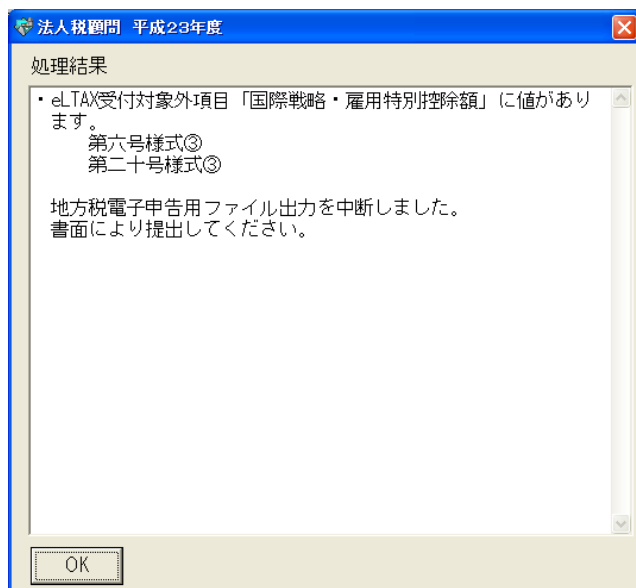 法人税顧問 平成23年度
処理結果
・eLTAX受付対象外項目「国際戦略・雇用特別控除額」に値があり
ます。
第六号様式③
第二十号様式③
地方税電子申告用ファイル出力を中断しました。
書面により提出してください。
OK